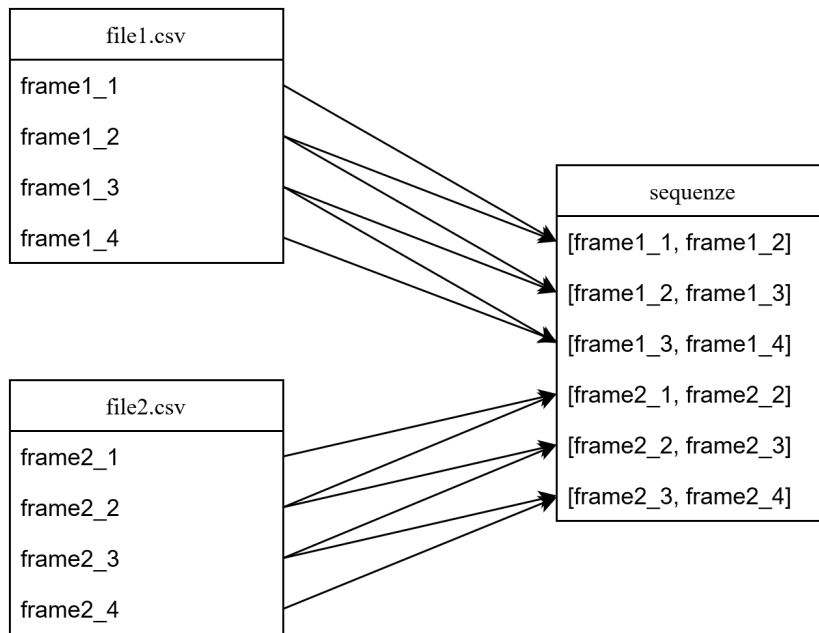 file1.csv
frame1_1
frame1_2
frame1_3
frame1_4
file2.csv
frame2_1
frame2_2
frame2_3
frame2_4
sequenze
[frame1_1, frame1_2]
[frame1_2, frame1_3]
[frame1_3, frame1_4]
[frame2_1, frame2_2]
[frame2_2, frame2_3]
[frame2_3, frame2_4]